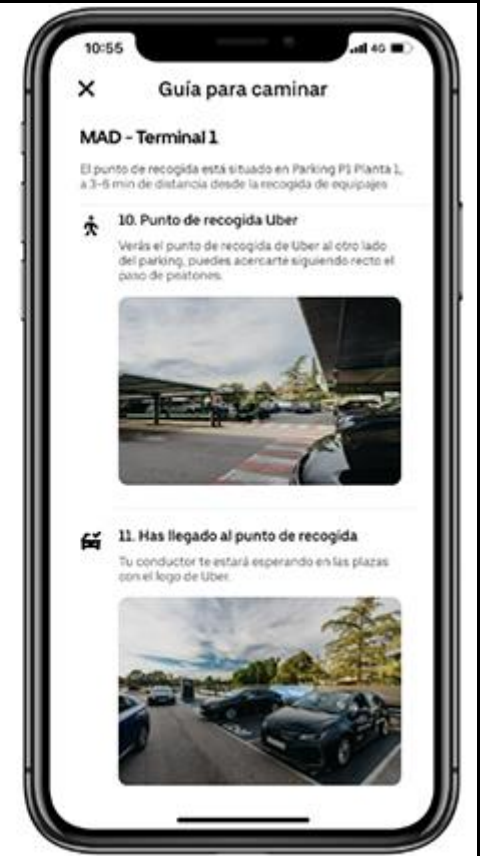 10:55
4G
Guía para caminar
MAD - Terminal 1
El punto de recogida está situado en Parking P1 Planta 1,
a 3-6 min de distancia desde la recogida de equipajes
10. Punto de recogida Uber
Verás el punto de recogida de Uber al otro lado
del parking, puedes acercarte siguiendo recto el
paso de peatones.
11. Has llegado al punto de recogida
Tu conductor te estará esperando en las plazas
con el logo de Uber.